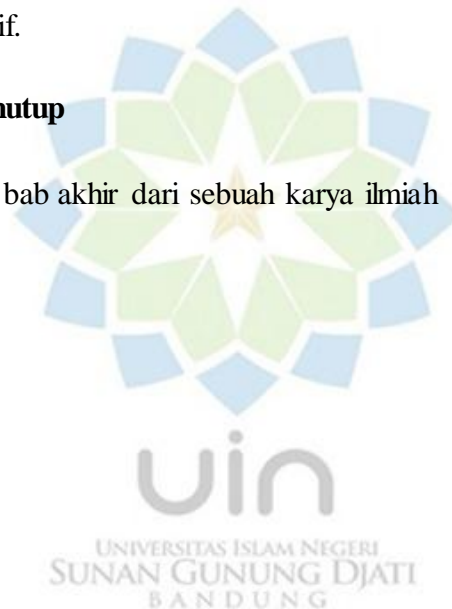 if.
nutup
bab akhir dari sebuah karya ilmiah
uin
UNIVERSITAS ISLAM NEGERI
SUNAN GUNUNG DJATI
BANDUNG